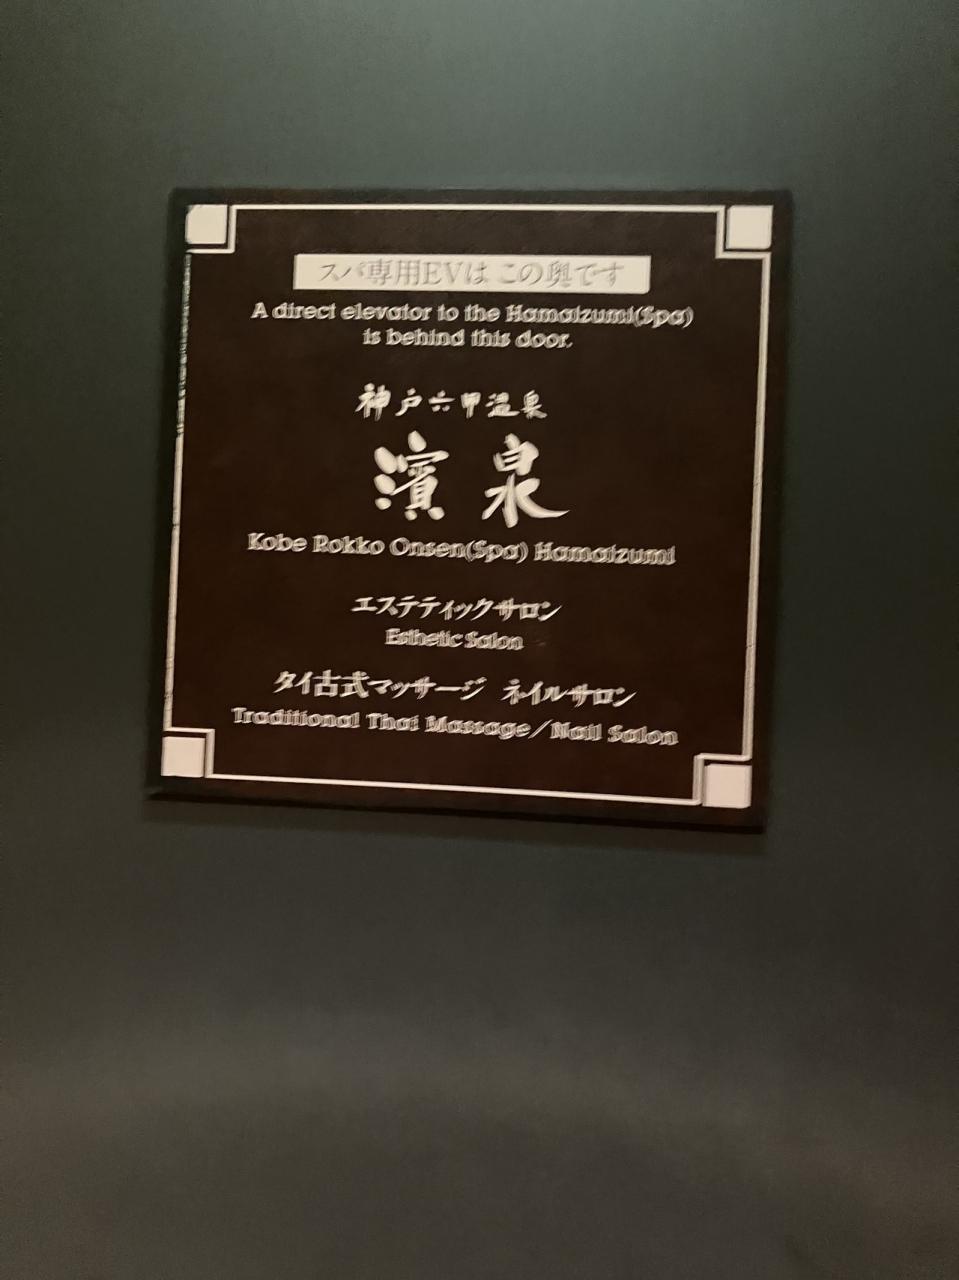 スパ専用EVは この奥です
A direct elevator to the Hamaizumi(Spa)
is behind this door.
神戸六甲温泉
濱泉
Kobe Rokko Onsen(Spa) Hamaizumi
エステティックサロン
Esthetic Salon
タイ古式マッサージ ネイルサロン
Traditional Thai Massage/Nail Salon